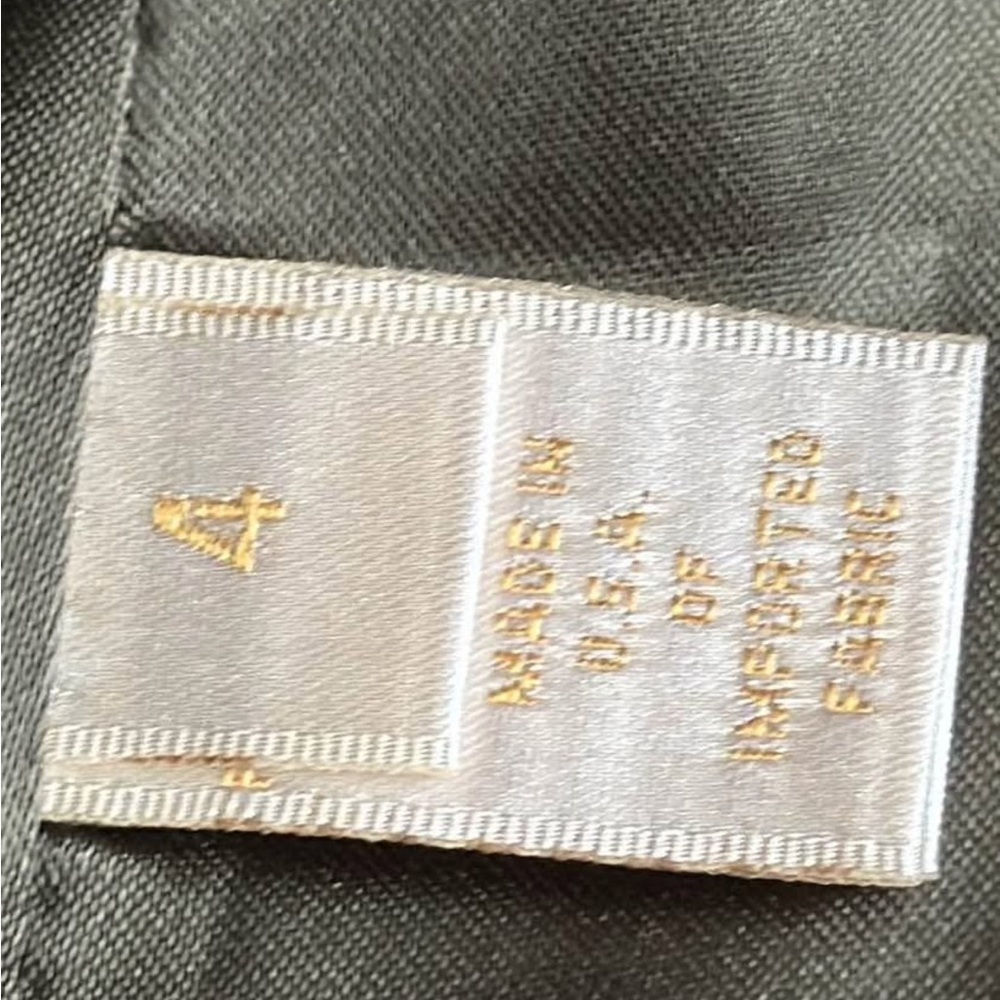 4
MADE IN
U.S.A.
OF
IMPORTED
FABRIC